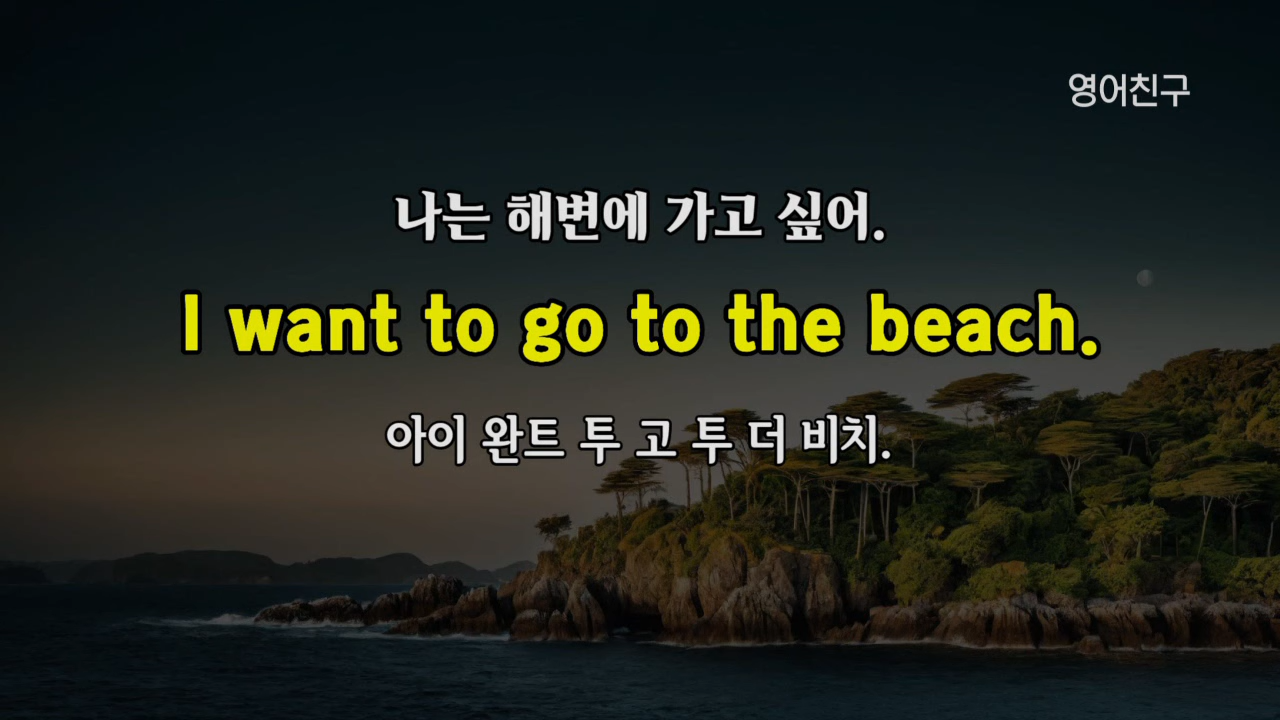 영어친구
나는 해변에 가고 싶어.
I want to go to the beach.
아이 완트 투 고 투 더 비치.